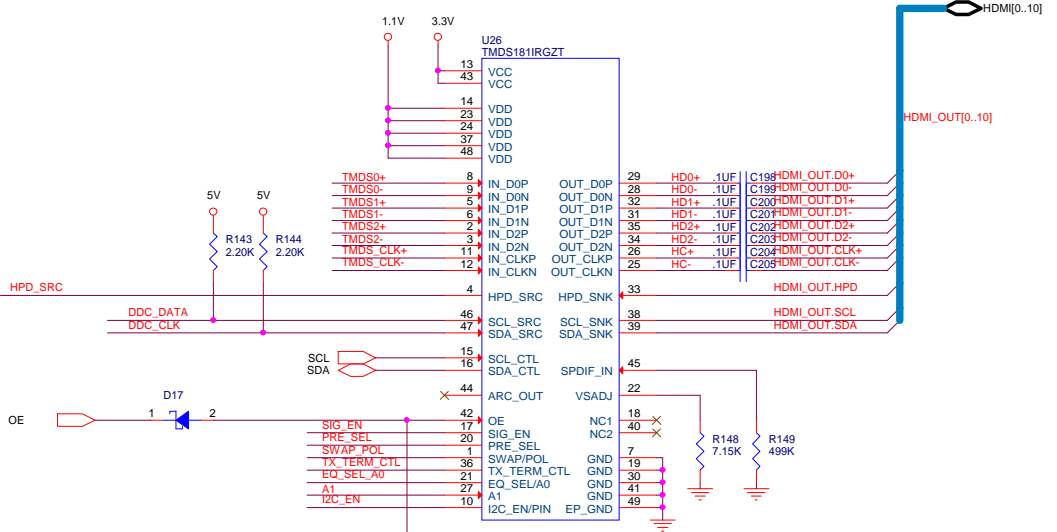 1.1V 3.3V HDMI[0..10]
U26
TMDS181IRGZT
13 VCC
43 VCC
14 VDD
23 VDD
24 VDD
37 VDD
48 VDD
HDMI_OUT[0..10]
TMDS0+ 8 IN_D0P OUT_D0P 29 HD0+ .1UF C198 HDMI_OUT.D0+
TMDS0- 9 IN_D0N OUT_D0N 28 HD0- .1UF C199 HDMI_OUT.D0-
TMDS1+ 5 IN_D1P OUT_D1P 32 HD1+ .1UF C200 HDMI_OUT.D1+
TMDS1- 6 IN_D1N OUT_D1N 31 HD1- .1UF C201 HDMI_OUT.D1-
TMDS2+ 2 IN_D2P OUT_D2P 35 HD2+ .1UF C202 HDMI_OUT.D2+
TMDS2- 3 IN_D2N OUT_D2N 34 HD2- .1UF C203 HDMI_OUT.D2-
TMDS_CLK+ 11 IN_CLKP OUT_CLKP 26 HC+ .1UF C204 HDMI_OUT.CLK+
TMDS_CLK- 12 IN_CLKN OUT_CLKN 25 HC- .1UF C205 HDMI_OUT.CLK-
5V 5V
R143 R144
2.20K 2.20K
HPD_SRC 4 HPD_SRC HPD_SNK 33 HDMI_OUT.HPD
DDC_DATA 46 SCL_SRC SCL_SNK 38 HDMI_OUT.SCL
DDC_CLK 47 SDA_SRC SDA_SNK 39 HDMI_OUT.SDA
SCL 15 SCL_CTL
SDA 16 SDA_CTL SPDIF_IN 45
44 ARC_OUT VSADJ 22
D17
OE 1 2 42 OE NC1 18
SIG_EN 17 SIG_EN NC2 40
PRE_SEL 20 PRE_SEL
SWAP_POL 1 SWAP/POL GND 7
TX_TERM_CTL 36 TX_TERM_CTL GND 19
EQ_SEL_A0 21 EQ_SEL/A0 GND 30
A1 27 A1 GND 41
I2C_EN 10 I2C_EN/PIN EP_GND 49
R148 R149
7.15K 499K